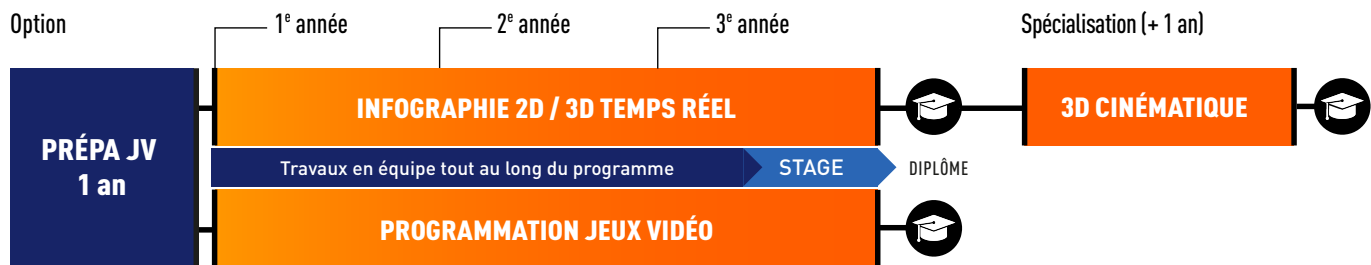 Option
1e année
2e année
3e année
Spécialisation (+ 1 an)
PRÉPA JV
1 an
INFOGRAPHIE 2D / 3D TEMPS RÉEL
3D CINÉMATIQUE
Travaux en équipe tout au long du programme
STAGE
DIPLÔME
PROGRAMMATION JEUX VIDÉO